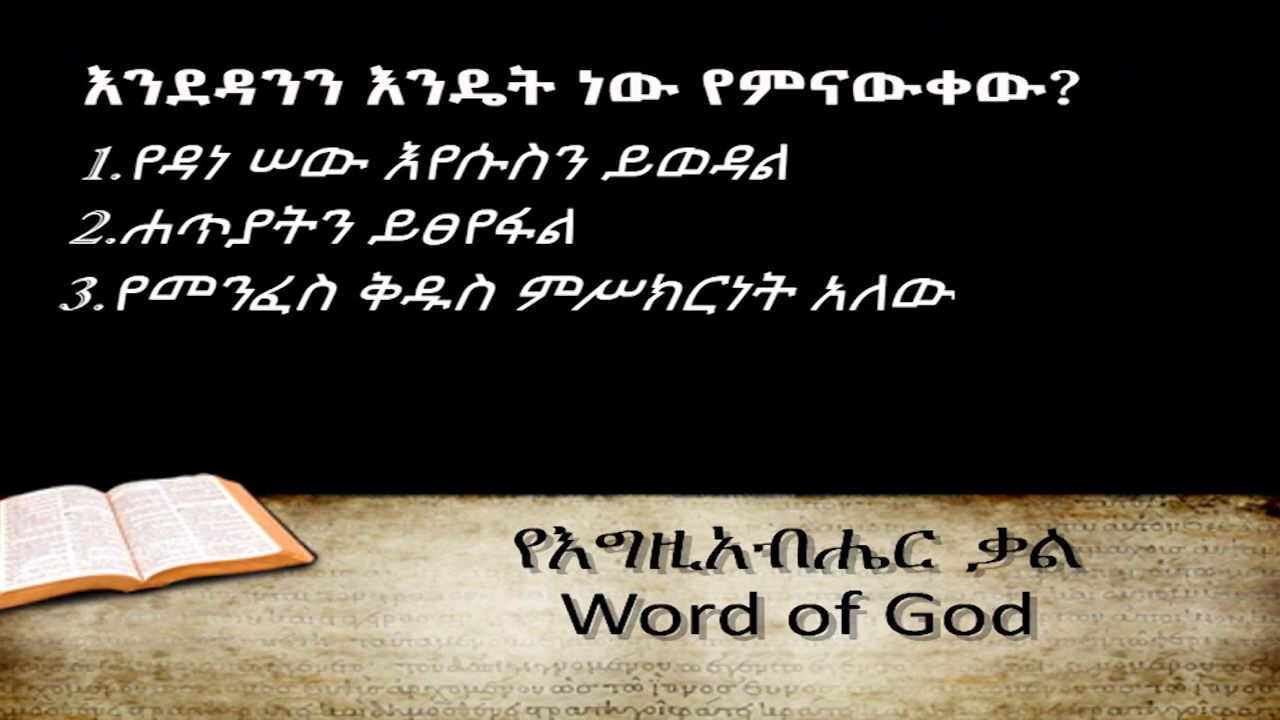 እንደዳንን እንዴት ነው የምናውቀው?
1.የዳነ ሠው እየሱስን ይወዳል
2.ሐጥያትን ይፀየፋል
3.የመንፈስ ቅዱስ ምሥክርነት አለው
የእግዚአብሔር ቃል
Word of God